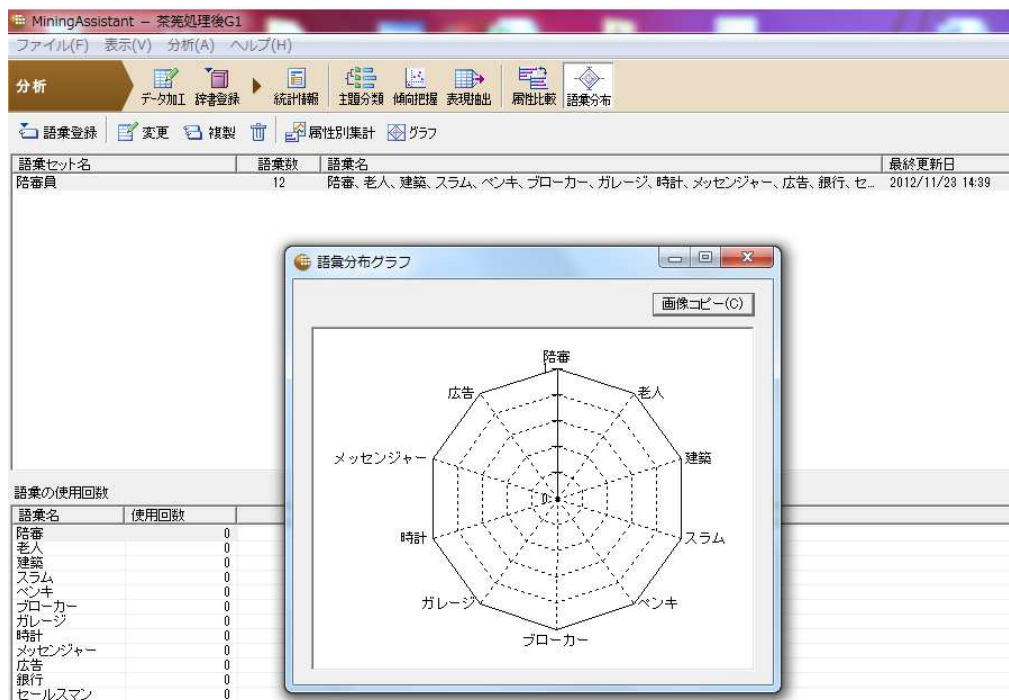 MiningAssistant － 茶筅処理後G1
ファイル(F) 表示(V) 分析(A) ヘルプ(H)
分析 データ加工 辞書登録 統計情報 主題分類 傾向把握 表現抽出 属性比較 語彙分布
語彙登録 変更 複製 属性別集計 グラフ
語彙セット名 語彙数 語彙名 最終更新日
陪審員 12 陪審、老人、建築、スラム、ペンキ、ブローカー、ガレージ、時計、メッセンジャー、広告、銀行、セ... 2012/11/23 14:39
語彙分布グラフ
画像コピー(C)
陪審
1
広告 老人
メッセンジャー 建築
0
時計 スラム
ガレージ ペンキ
ブローカー
語彙の使用回数
語彙名 使用回数
陪審 0
老人 0
建築 0
スラム 0
ペンキ 0
ブローカー 0
ガレージ 0
時計 0
メッセンジャー 0
広告 0
銀行 0
セールスマン 0